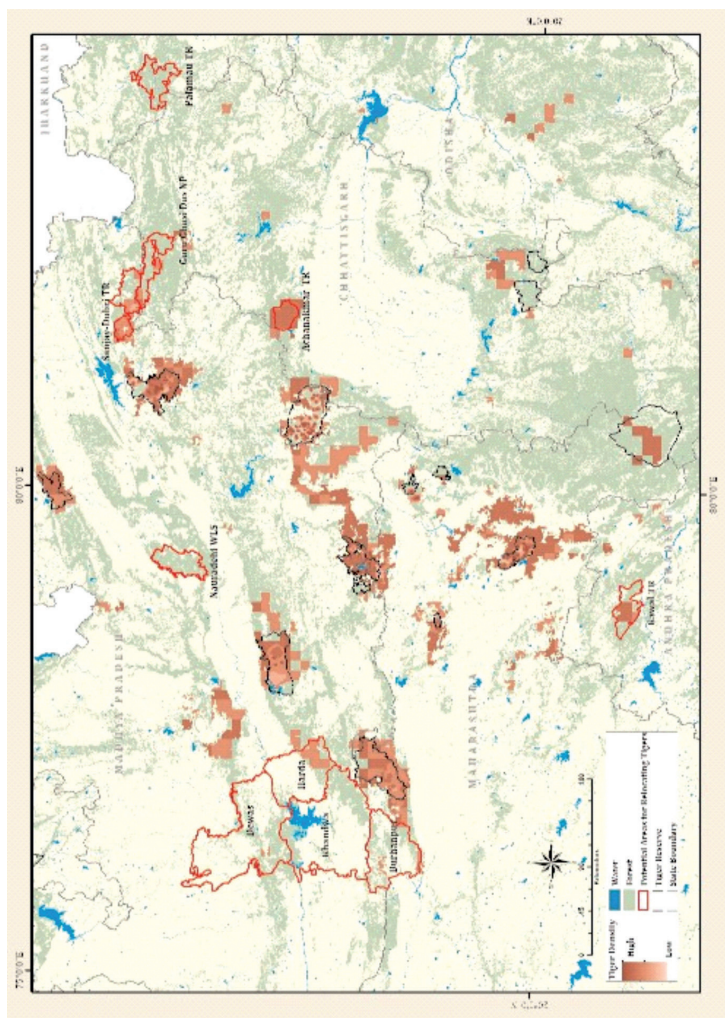 JHARKHAND
Palamau TR
Guru Ghasi Das NP
Sanjay-Dubri TR
Achanakmar TR
CHHATTISGARH
ODISHA
Nauradehi WLS
MADHYA PRADESH
MAHARASHTRA
ANDHRA PRADESH
Kawal TR
Harda
Dewas
Khandwa
Burhanpur
Tiger Density
High
Low
Water
Forest
Potential Areas for Relocating Tigers
Tiger Reserve
State Boundary
Kilometers